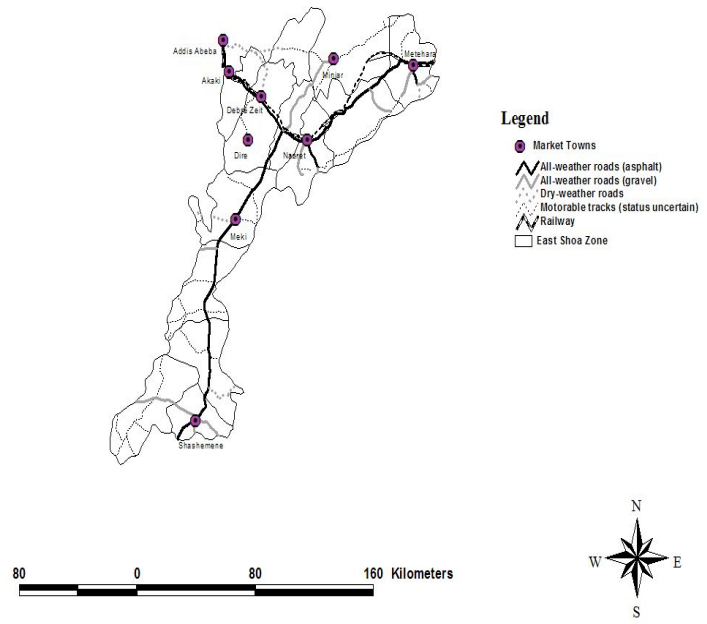 Addis Abeba
Akaki
Debre Zeit
Dire
Minjar
Metehara
Nazret
Meki
Shashemene
Legend
Market Towns
All-weather roads (asphalt)
All-weather roads (gravel)
Dry-weather roads
Motorable tracks (status uncertain)
Railway
East Shoa Zone
N
W E
S
80 0 80 160 Kilometers